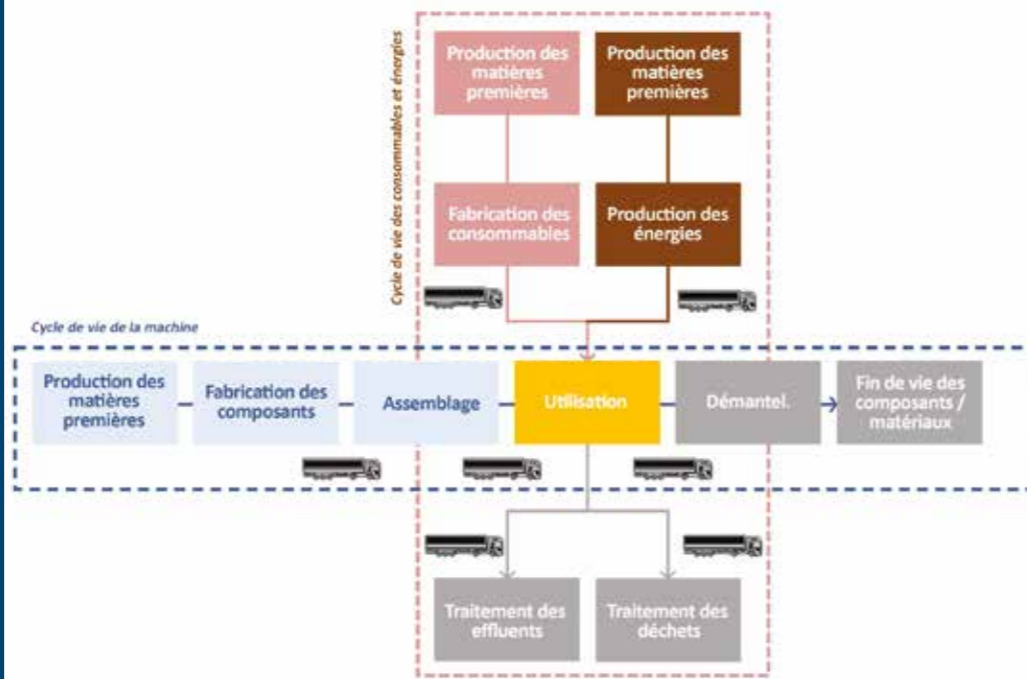 Cycle de vie des consommables et énergies
Production des
matières
premières
Production des
matières
premières
Fabrication des
consommables
Production des
énergies
Cycle de vie de la machine
Production des
matières
premières
Fabrication des
composants
Assemblage
Utilisation
Démantel.
Fin de vie des
composants /
matériaux
Traitement des
effluents
Traitement des
déchets